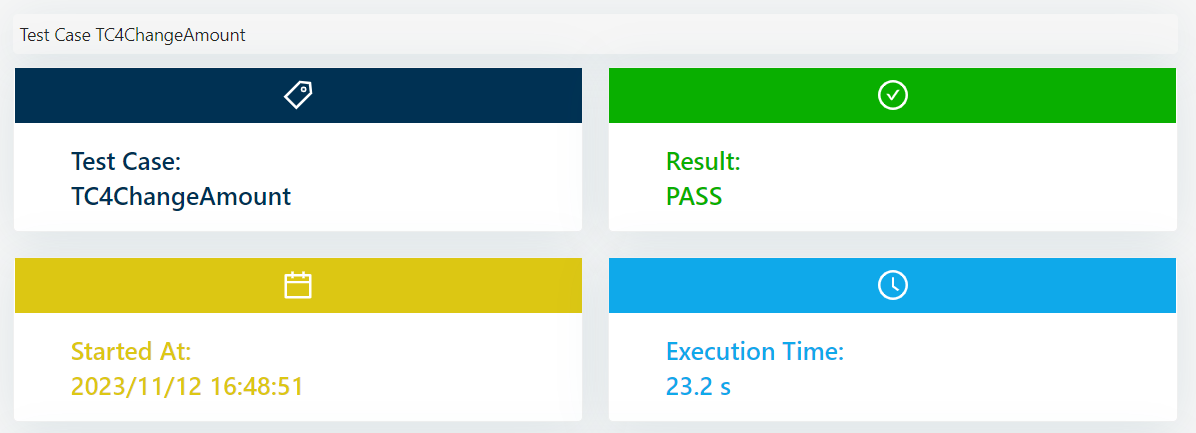 Test Case TC4ChangeAmount
Test Case:
TC4ChangeAmount
Result:
PASS
Started At:
2023/11/12 16:48:51
Execution Time:
23.2 s